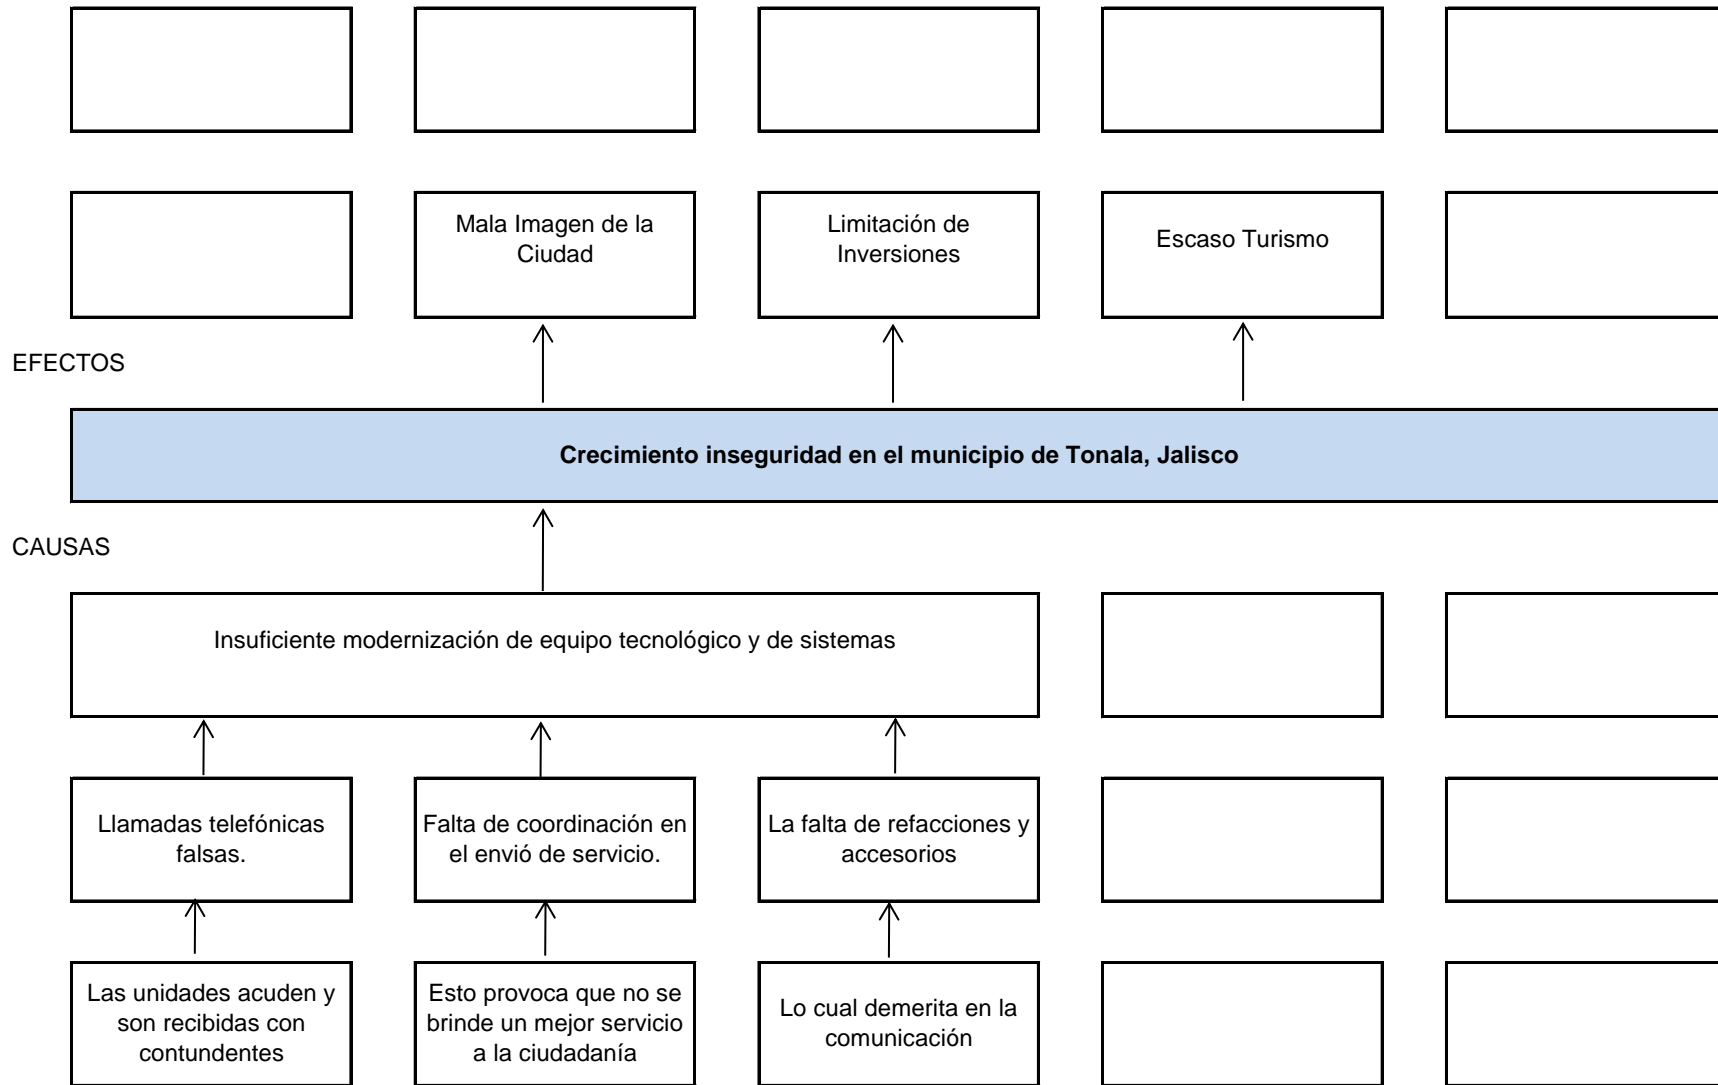 Mala Imagen de la
Ciudad
Limitación de
Inversiones
Escaso Turismo
EFECTOS
Crecimiento inseguridad en el municipio de Tonala, Jalisco
CAUSAS
Insuficiente modernización de equipo tecnológico y de sistemas
Llamadas telefónicas
falsas.
Falta de coordinación en
el envió de servicio.
La falta de refacciones y
accesorios
Las unidades acuden y
son recibidas con
contundentes
Esto provoca que no se
brinde un mejor servicio
a la ciudadanía
Lo cual demerita en la
comunicación